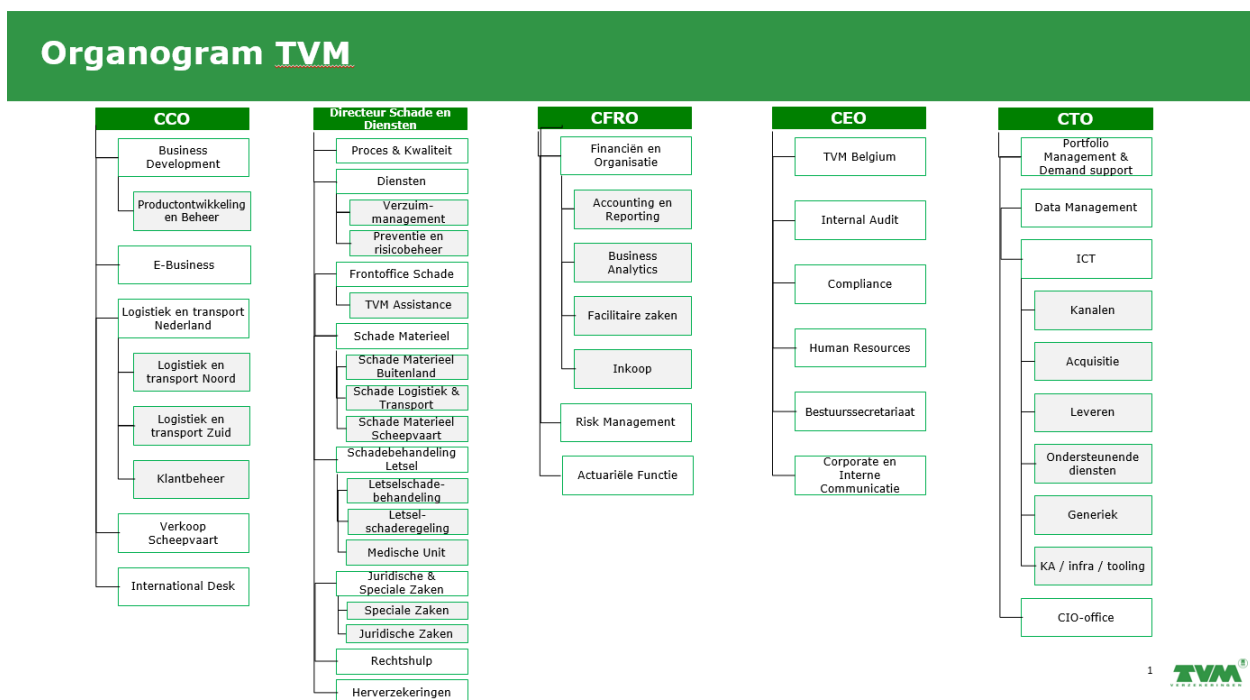 Organogram TVM
CCO
Business
Development
Productontwikkeling
en Beheer
E-Business
Logistiek en transport
Nederland
Logistiek en
transport Noord
Logistiek en
transport Zuid
Klantbeheer
Verkoop
Scheepvaart
International Desk
Directeur Schade en
Diensten
Proces & Kwaliteit
Diensten
Verzuim-
management
Preventie en
risicobeheer
Frontoffice Schade
TVM Assistance
Schade Materieel
Schade Materieel
Buitenland
Schade Logistiek &
Transport
Schade Materieel
Scheepvaart
Schadebehandeling
Letsel
Letselschade-
behandeling
Letsel-
schaderegeling
Medische Unit
Juridische &
Speciale Zaken
Speciale Zaken
Juridische Zaken
Rechtshulp
Herverzekeringen
CFRO
Financiën en
Organisatie
Accounting en
Reporting
Business
Analytics
Facilitaire zaken
Inkoop
Risk Management
Actuariële Functie
CEO
TVM Belgium
Internal Audit
Compliance
Human Resources
Bestuurssecretariaat
Corporate en
Interne
Communicatie
CTO
Portfolio
Management &
Demand support
Data Management
ICT
Kanalen
Acquisitie
Leveren
Ondersteunende
diensten
Generiek
KA / infra / tooling
CIO-office
1
TVM
VERZEKERINGEN